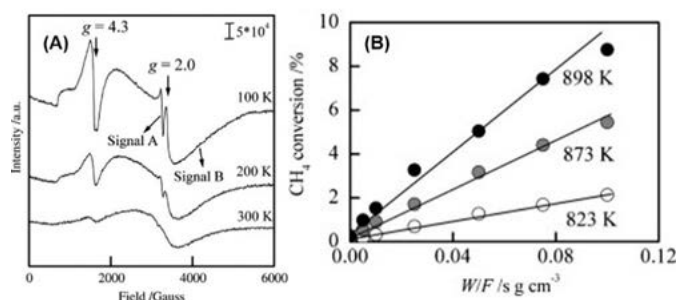 (A)
g = 4.3
5*10⁴
g = 2.0
100 K
Signal A
Signal B
200 K
300 K
Intensity /a.u.
0
2000
4000
6000
Field /Gauss
(B)
10
8
6
4
2
0
CH₄ conversion /%
898 K
873 K
823 K
0.00
0.04
0.08
0.12
W/F /s g cm⁻³